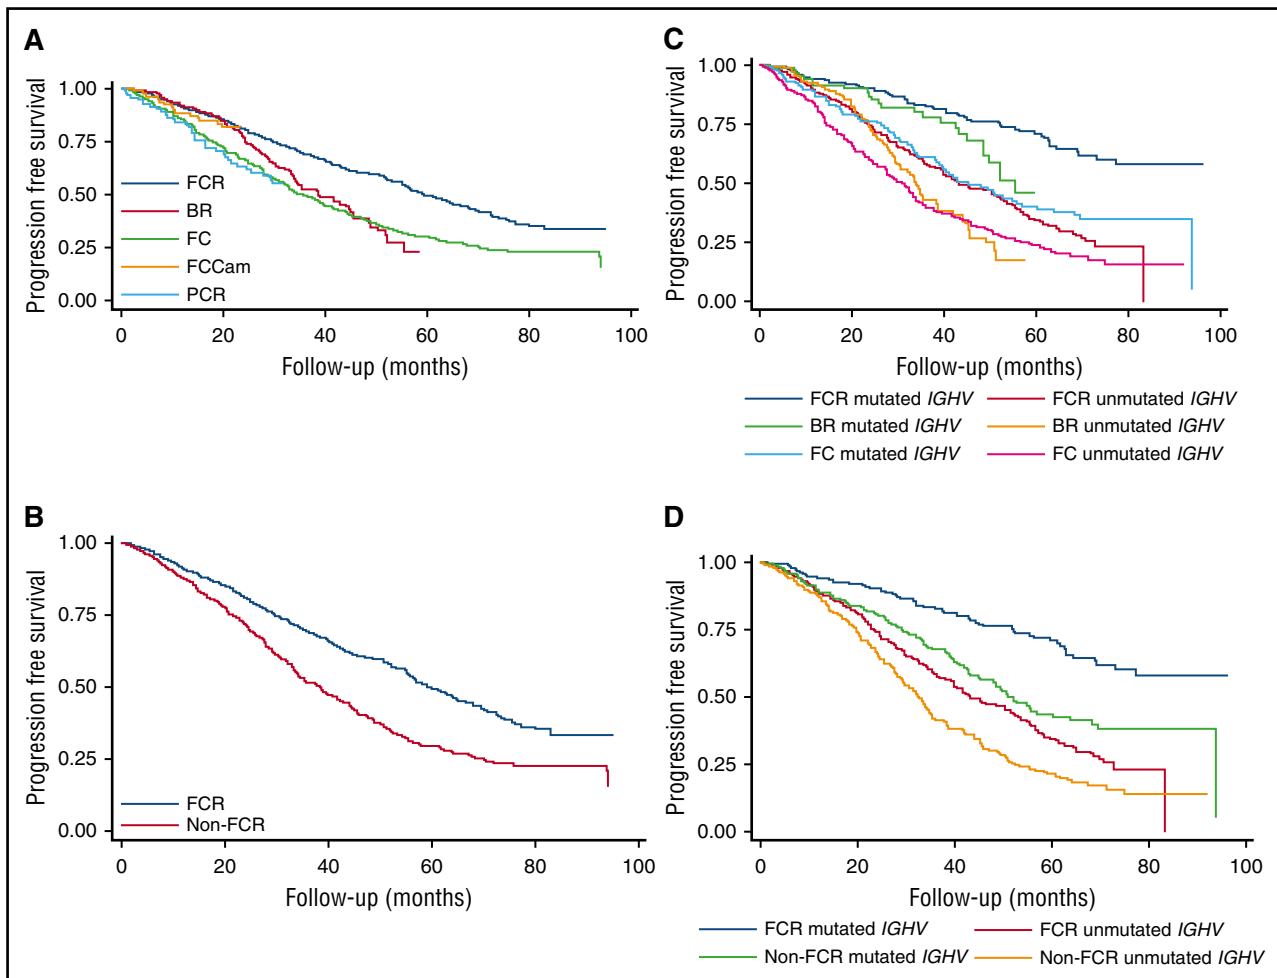 A
Progression free survival
1.00
0.75
0.50
0.25
0.00
FCR
BR
FC
FCCam
PCR
0 20 40 60 80 100
Follow-up (months)
C
Progression free survival
1.00
0.75
0.50
0.25
0.00
0 20 40 60 80 100
Follow-up (months)
FCR mutated IGHV FCR unmutated IGHV
BR mutated IGHV BR unmutated IGHV
FC mutated IGHV FC unmutated IGHV
B
Progression free survival
1.00
0.75
0.50
0.25
0.00
FCR
Non-FCR
0 20 40 60 80 100
Follow-up (months)
D
Progression free survival
1.00
0.75
0.50
0.25
0.00
0 20 40 60 80 100
Follow-up (months)
FCR mutated IGHV FCR unmutated IGHV
Non-FCR mutated IGHV Non-FCR unmutated IGHV